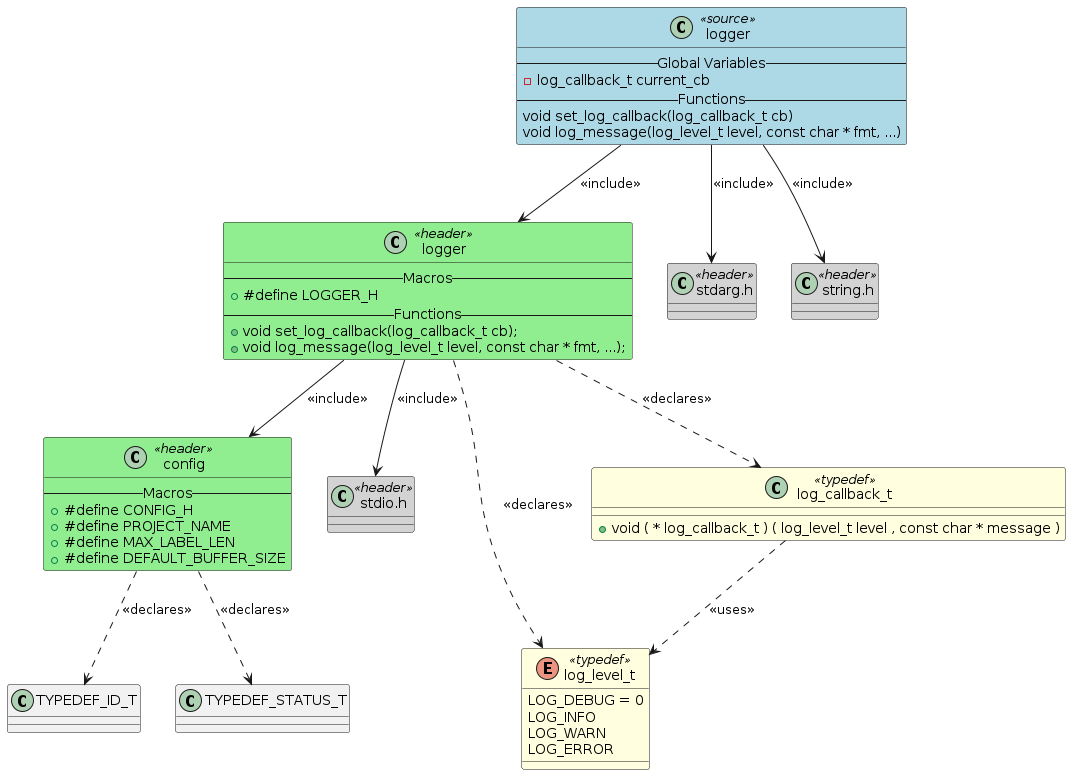 C «source»
logger
Global Variables
log_callback_t current_cb
Functions
void set_log_callback(log_callback_t cb)
void log_message(log_level_t level, const char * fmt, ...)
«include»
«include»
«include»
C «header»
logger
Macros
#define LOGGER_H
Functions
void set_log_callback(log_callback_t cb);
void log_message(log_level_t level, const char * fmt, ...);
C «header»
stdarg.h
C «header»
string.h
«include»
«include»
«declares»
«declares»
C «header»
config
Macros
#define CONFIG_H
#define PROJECT_NAME
#define MAX_LABEL_LEN
#define DEFAULT_BUFFER_SIZE
C «header»
stdio.h
C «typedef»
log_callback_t
void ( * log_callback_t ) ( log_level_t level , const char * message )
«declares»
«declares»
«uses»
C TYPEDEF_ID_T
C TYPEDEF_STATUS_T
E «typedef»
log_level_t
LOG_DEBUG = 0
LOG_INFO
LOG_WARN
LOG_ERROR